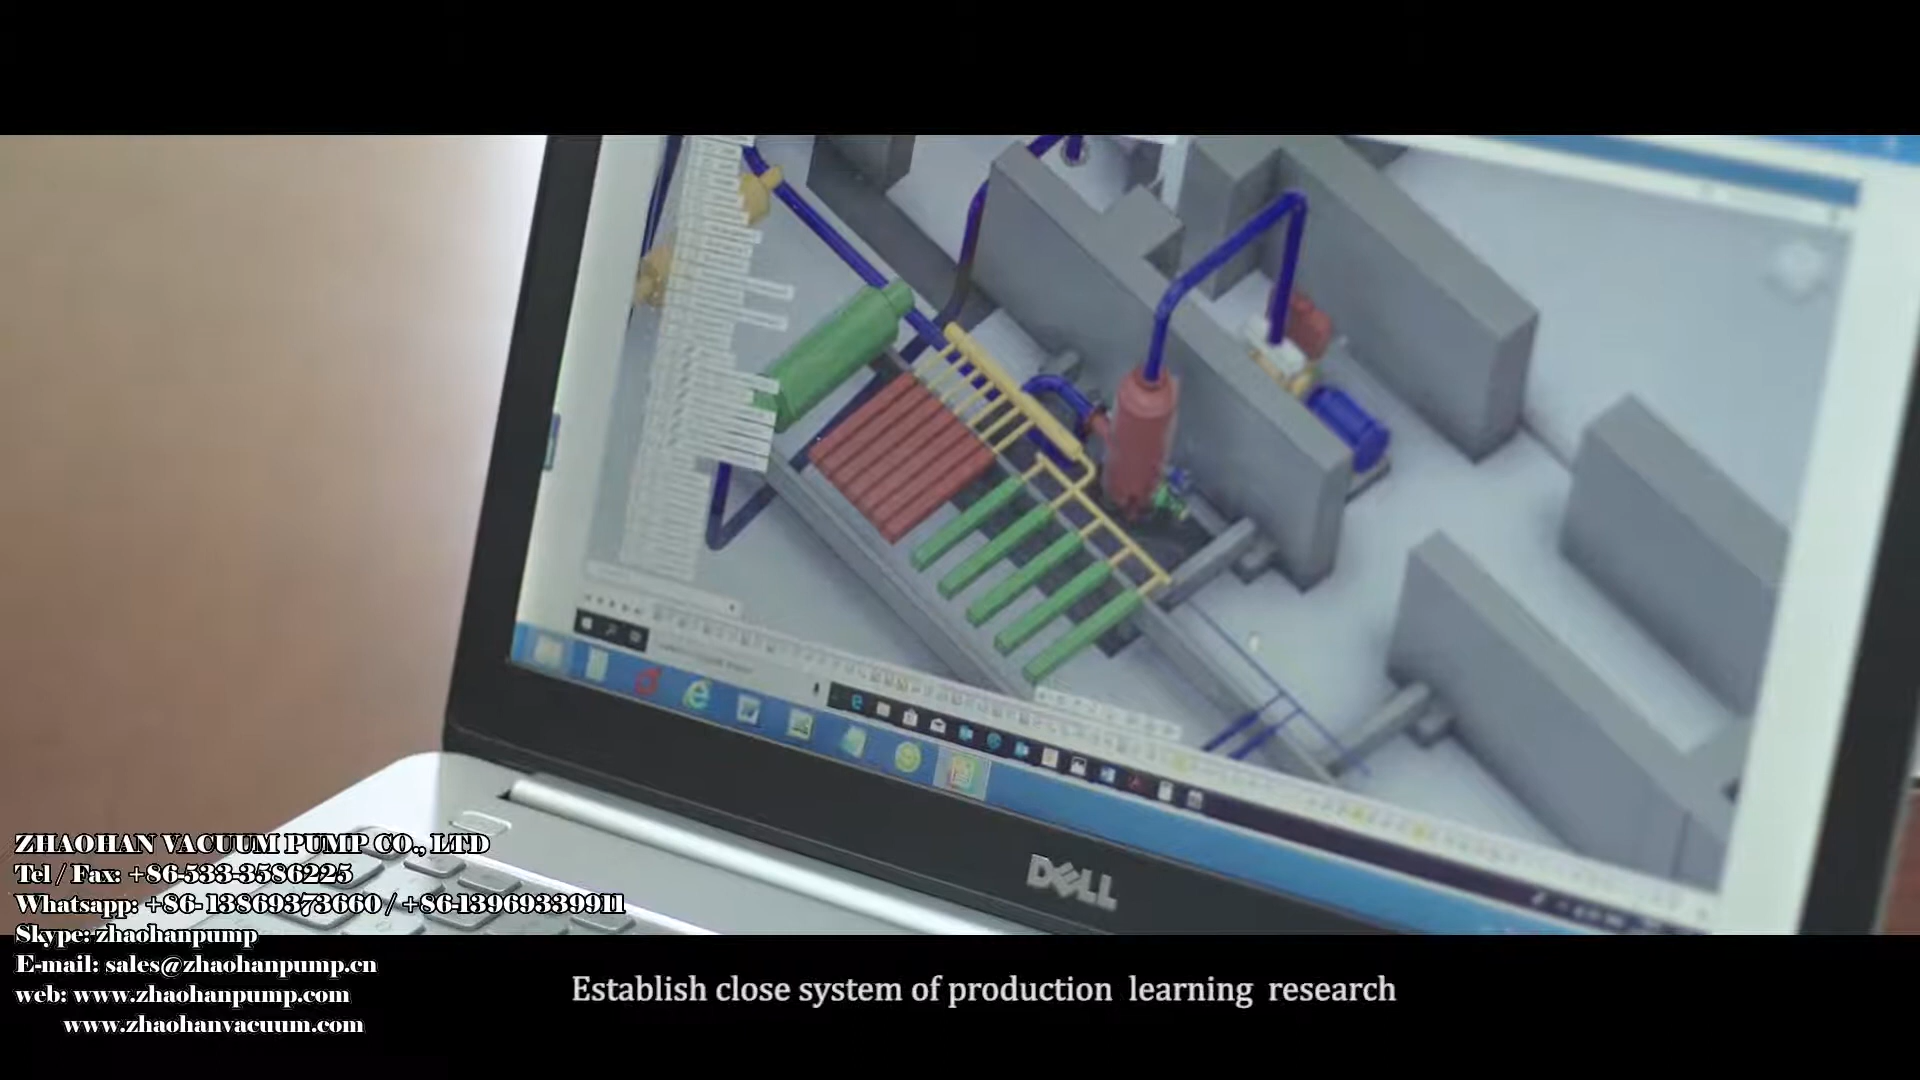 DELL
ZHAOHAN VACUUM PUMP CO., LTD
Tel / Fax: +86-533-3586225
Whatsapp: +86- 13869373660 / +86-13969339911
Skype: zhaohanpump
E-mail: sales@zhaohanpump.cn
web: www.zhaohanpump.com
www.zhaohanvacuum.com
Establish close system of production learning research